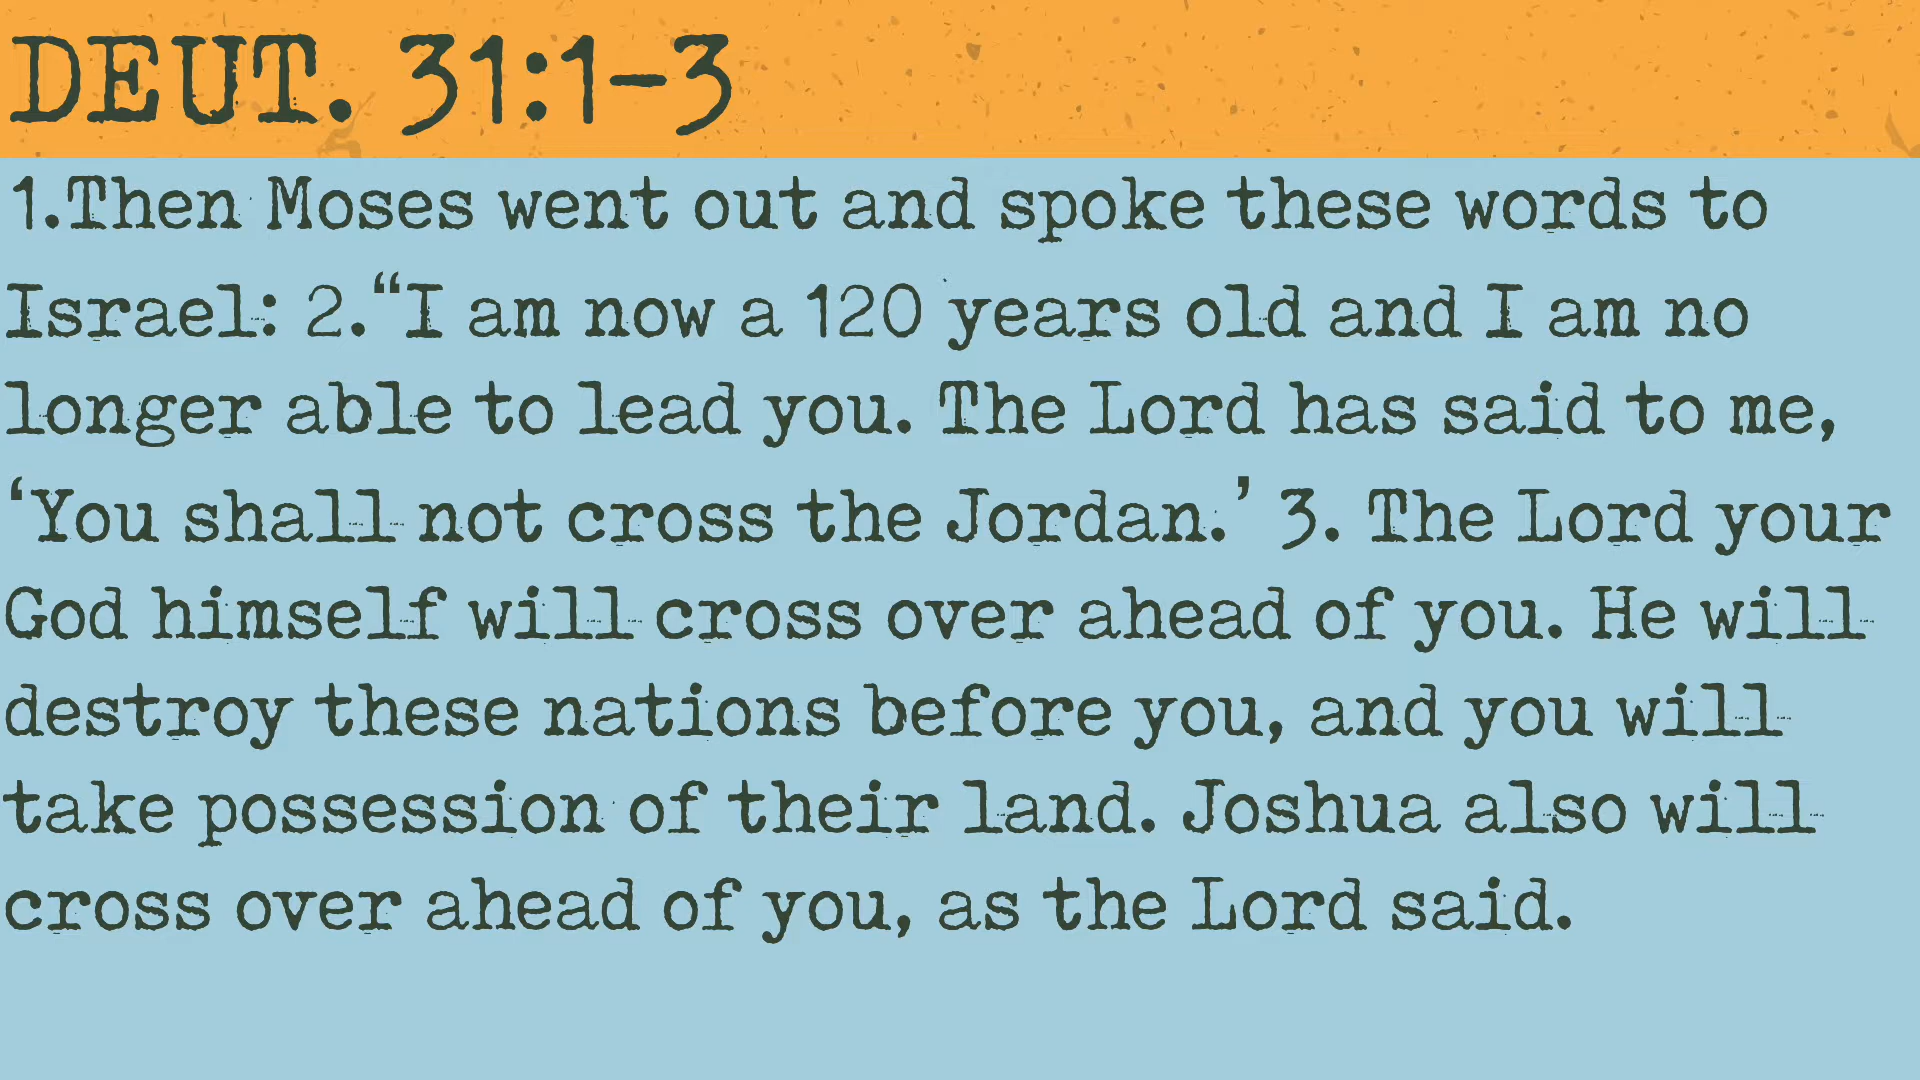 DEUT. 31:1-3
1.Then Moses went out and spoke these words to
Israel: 2.“I am now a 120 years old and I am no
longer able to lead you. The Lord has said to me,
‘You shall not cross the Jordan.’ 3. The Lord your
God himself will cross over ahead of you. He will
destroy these nations before you, and you will
take possession of their land. Joshua also will
cross over ahead of you, as the Lord said.